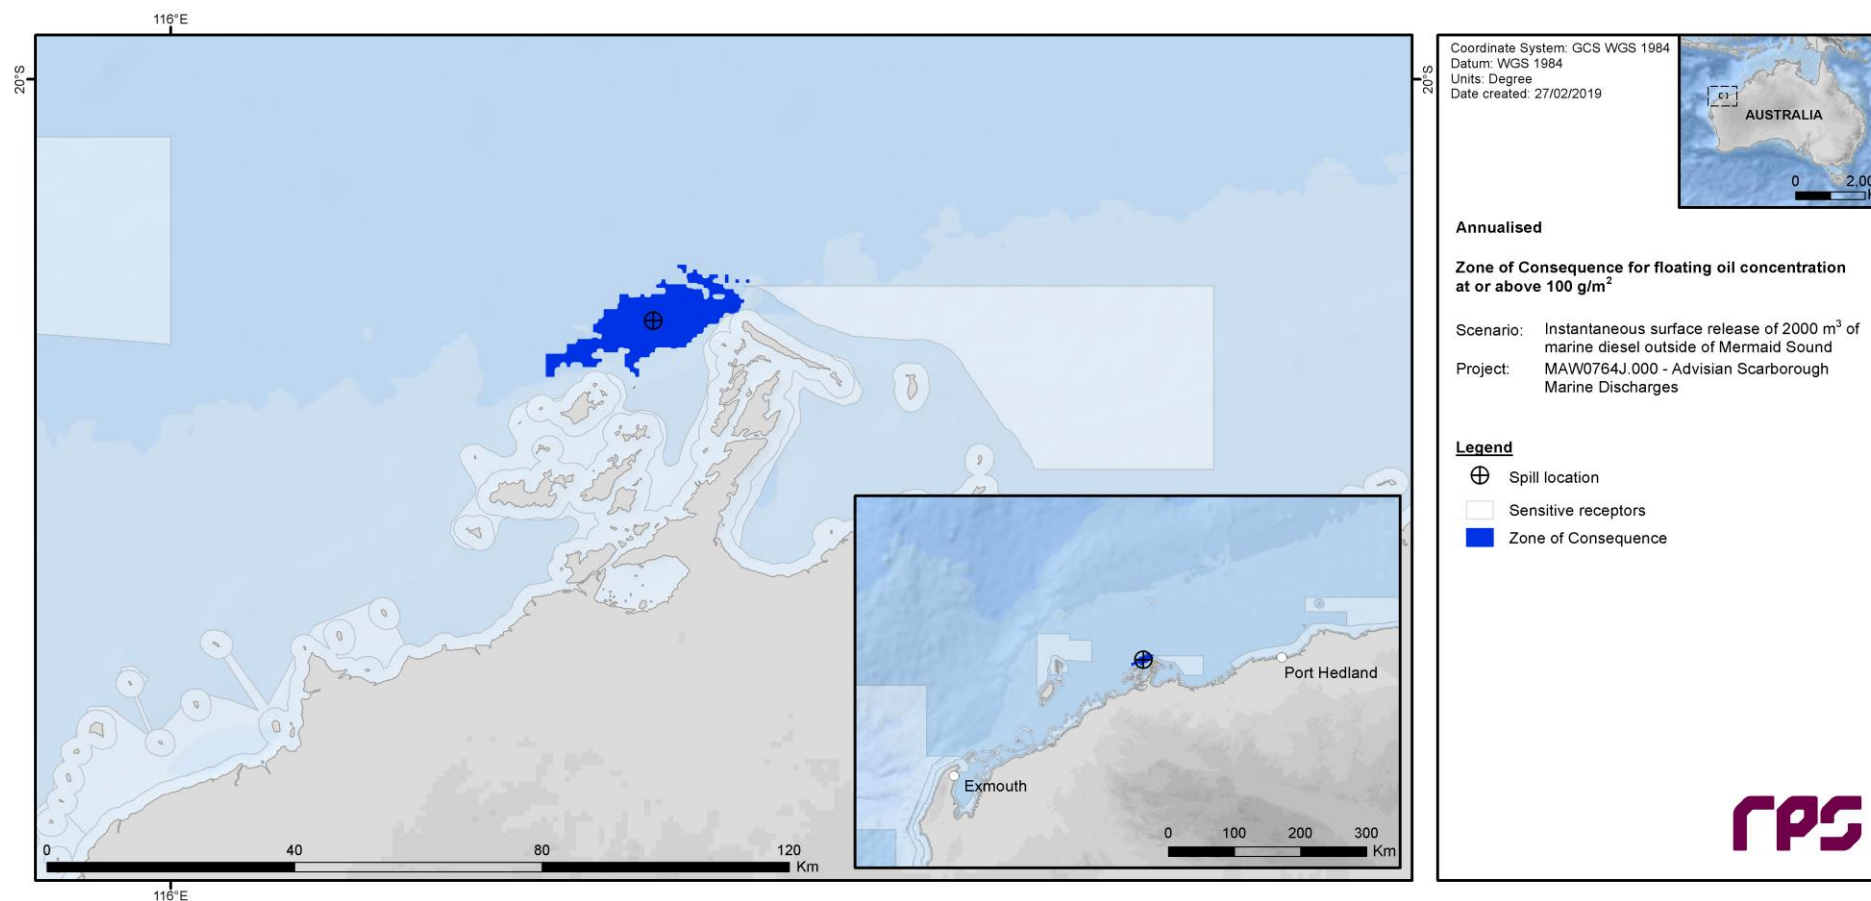 116°E
20°S
20°S
Coordinate System: GCS WGS 1984
Datum: WGS 1984
Units: Degree
Date created: 27/02/2019
AUSTRALIA
0 2,00
Annualised
Zone of Consequence for floating oil concentration
at or above 100 g/m²
Scenario: Instantaneous surface release of 2000 m³ of
marine diesel outside of Mermaid Sound
Project: MAW0764J.000 - Advisian Scarborough
Marine Discharges
Legend
Spill location
Sensitive receptors
Zone of Consequence
Port Hedland
Exmouth
0 100 200 300
Km
0 40 80 120
Km
116°E
rps